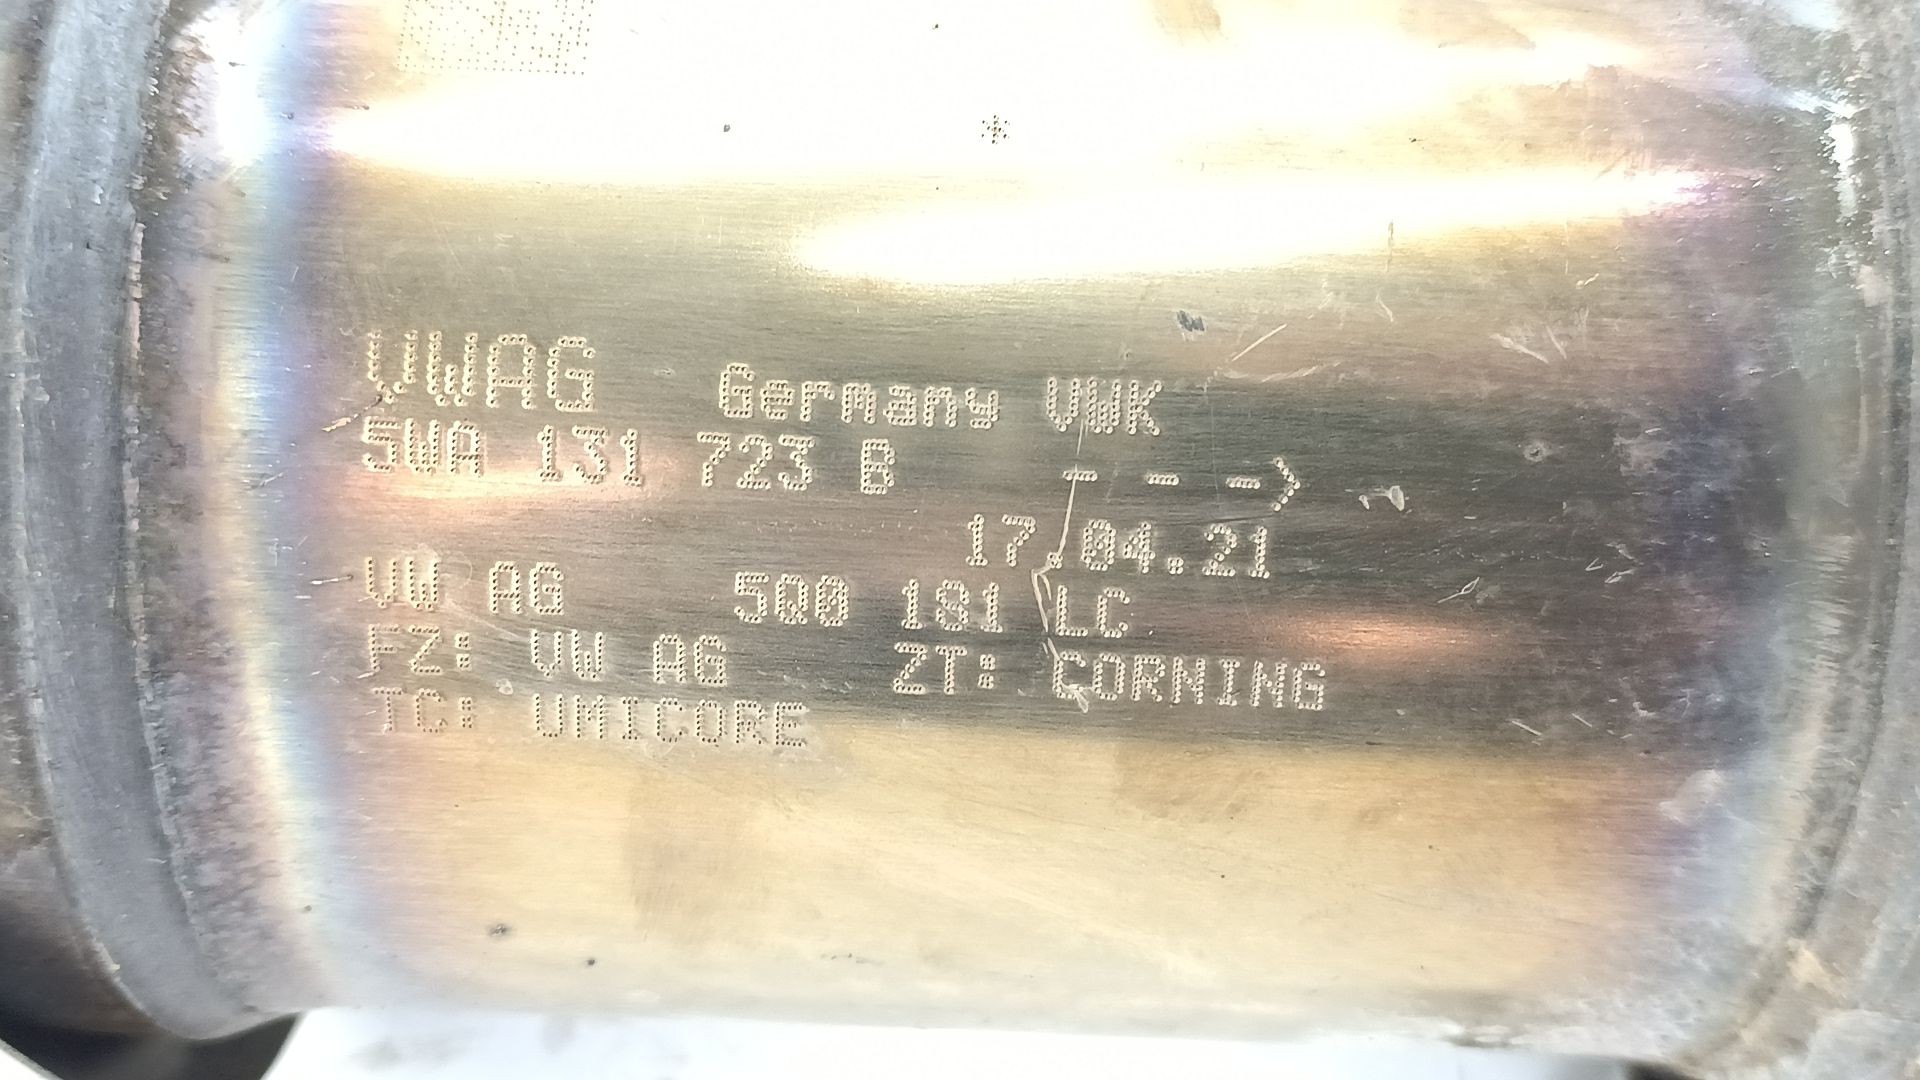 VWAG Germany VWK
5WA 131 723 B - - ->
17.04.21
VW AG 5Q0 181 LC
FZ: VW AG ZT: CORNING
TC: UMICORE